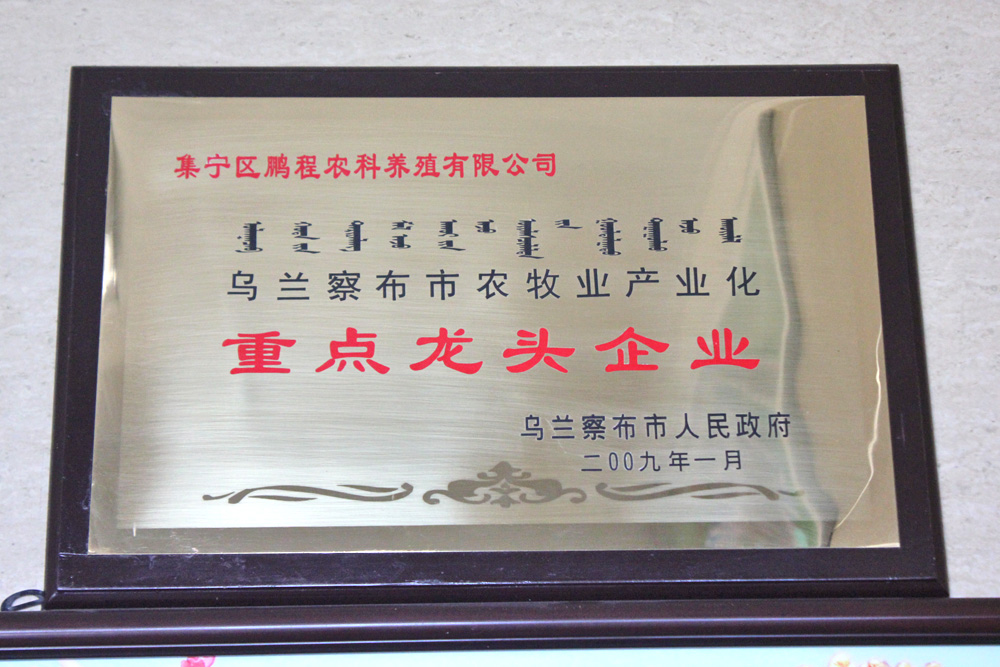 集宁区鹏程农科养殖有限公司
乌兰察布市农牧业产业化
重点龙头企业
乌兰察布市人民政府
二00九年一月